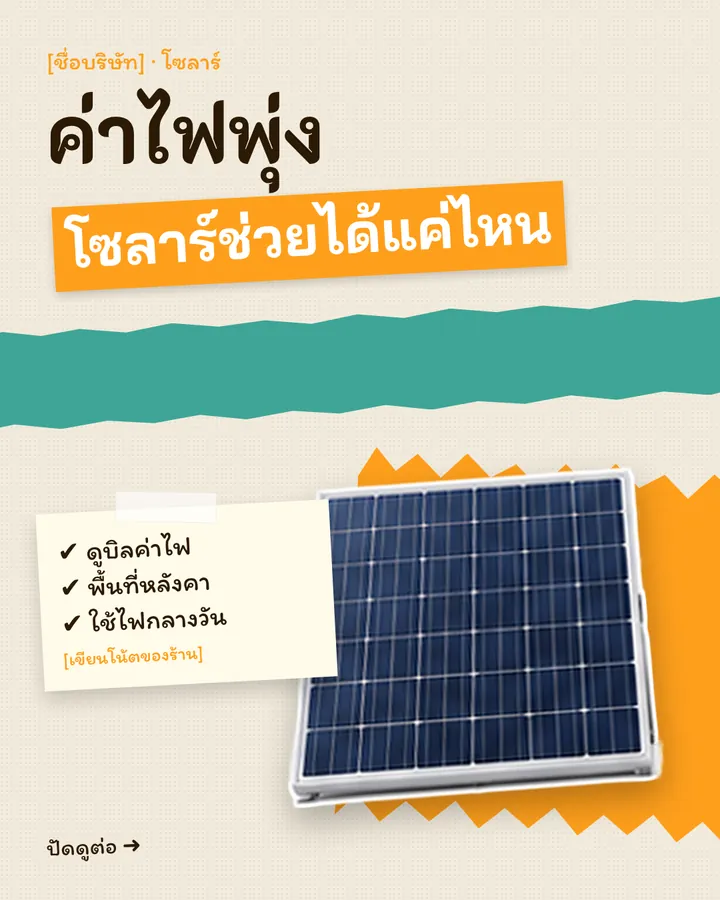 [ชื่อบริษัท] · โซลาร์
ค่าไฟพุ่ง
โซลาร์ช่วยได้แค่ไหน
✔ ดูบิลค่าไฟ
✔ พื้นที่หลังคา
✔ ใช้ไฟกลางวัน
[เขียนโน้ตของร้าน]
ปัดดูต่อ →